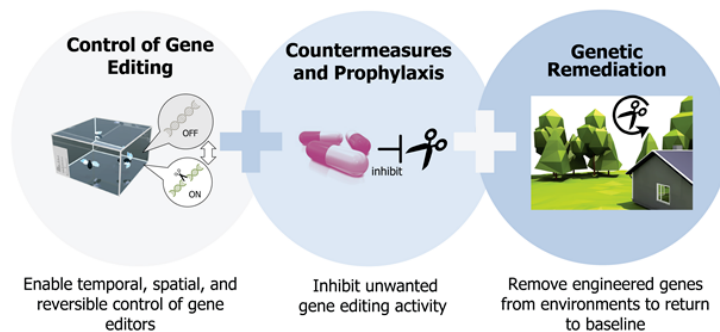 Control of Gene
Editing
OFF
ON
Enable temporal, spatial, and
reversible control of gene
editors
Countermeasures
and Prophylaxis
inhibit
Inhibit unwanted
gene editing activity
Genetic
Remediation
Remove engineered genes
from environments to return
to baseline